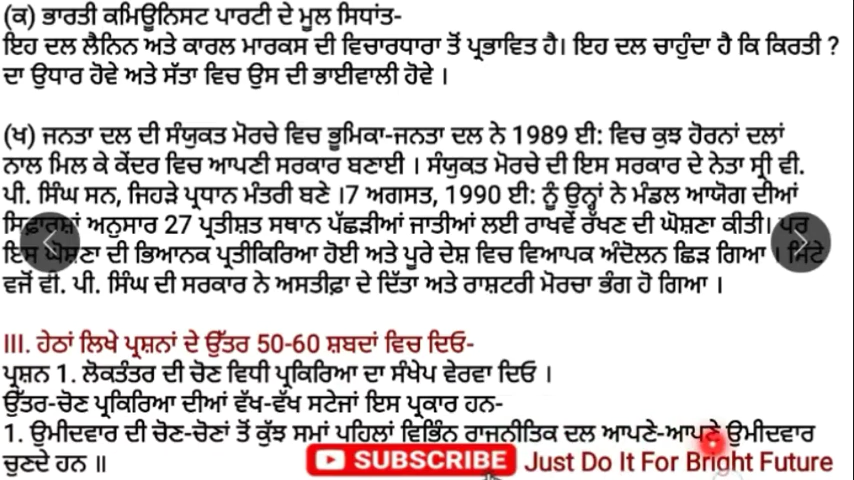 (ਕ) ਭਾਰਤੀ ਕਮਿਊਨਿਸਟ ਪਾਰਟੀ ਦੇ ਮੂਲ ਸਿਧਾਂਤ-
ਇਹ ਦਲ ਲੈਨਿਨ ਅਤੇ ਕਾਰਲ ਮਾਰਕਸ ਦੀ ਵਿਚਾਰਧਾਰਾ ਤੋਂ ਪ੍ਰਭਾਵਿਤ ਹੈ। ਇਹ ਦਲ ਚਾਹੁੰਦਾ ਹੈ ਕਿ ਕਿਰਤੀ ?
ਦਾ ਉਧਾਰ ਹੋਵੇ ਅਤੇ ਸੱਤਾ ਵਿਚ ਉਸ ਦੀ ਭਾਈਵਾਲੀ ਹੋਵੇ ।
(ਖ) ਜਨਤਾ ਦਲ ਦੀ ਸੰਯੁਕਤ ਮੋਰਚੇ ਵਿਚ ਭੂਮਿਕਾ-ਜਨਤਾ ਦਲ ਨੇ 1989 ਈ: ਵਿਚ ਕੁਝ ਹੋਰਨਾਂ ਦਲਾਂ
ਨਾਲ ਮਿਲ ਕੇ ਕੇਂਦਰ ਵਿਚ ਆਪਣੀ ਸਰਕਾਰ ਬਣਾਈ । ਸੰਯੁਕਤ ਮੋਰਚੇ ਦੀ ਇਸ ਸਰਕਾਰ ਦੇ ਨੇਤਾ ਸ੍ਰੀ ਵੀ.
ਪੀ. ਸਿੰਘ ਸਨ, ਜਿਹੜੇ ਪ੍ਰਧਾਨ ਮੰਤਰੀ ਬਣੇ ।7 ਅਗਸਤ, 1990 ਈ: ਨੂੰ ਉਨ੍ਹਾਂ ਨੇ ਮੰਡਲ ਆਯੋਗ ਦੀਆਂ
ਸਿਫ਼ਾਰਸ਼ਾਂ ਅਨੁਸਾਰ 27 ਪ੍ਰਤੀਸ਼ਤ ਸਥਾਨ ਪੱਛੜੀਆਂ ਜਾਤੀਆਂ ਲਈ ਰਾਖਵੇਂ ਰੱਖਣ ਦੀ ਘੋਸ਼ਣਾ ਕੀਤੀ। ਪਰ
ਇਸ ਘੋਸ਼ਣਾ ਦੀ ਭਿਆਨਕ ਪ੍ਰਤੀਕਿਰਿਆ ਹੋਈ ਅਤੇ ਪੂਰੇ ਦੇਸ਼ ਵਿਚ ਵਿਆਪਕ ਅੰਦੋਲਨ ਛਿੜ ਗਿਆ । ਸਿੱਟੇ
ਵਜੋਂ ਵੀ. ਪੀ. ਸਿੰਘ ਦੀ ਸਰਕਾਰ ਨੇ ਅਸਤੀਫ਼ਾ ਦੇ ਦਿੱਤਾ ਅਤੇ ਰਾਸ਼ਟਰੀ ਮੋਰਚਾ ਭੰਗ ਹੋ ਗਿਆ ।
III. ਹੇਠਾਂ ਲਿਖੇ ਪ੍ਰਸ਼ਨਾਂ ਦੇ ਉੱਤਰ 50-60 ਸ਼ਬਦਾਂ ਵਿਚ ਦਿਓ-
ਪ੍ਰਸ਼ਨ 1. ਲੋਕਤੰਤਰ ਦੀ ਚੋਣ ਵਿਧੀ ਪ੍ਰਕਿਰਿਆ ਦਾ ਸੰਖੇਪ ਵੇਰਵਾ ਦਿਓ ।
ਉੱਤਰ-ਚੋਣ ਪ੍ਰਕਿਰਿਆ ਦੀਆਂ ਵੱਖ-ਵੱਖ ਸਟੇਜਾਂ ਇਸ ਪ੍ਰਕਾਰ ਹਨ-
1. ਉਮੀਦਵਾਰ ਦੀ ਚੋਣ-ਚੋਣਾਂ ਤੋਂ ਕੁੱਝ ਸਮਾਂ ਪਹਿਲਾਂ ਵਿਭਿੰਨ ਰਾਜਨੀਤਿਕ ਦਲ ਆਪਣੇ-ਆਪਣੇ ਉਮੀਦਵਾਰ
ਚੁਣਦੇ ਹਨ ॥
SUBSCRIBE Just Do It For Bright Future